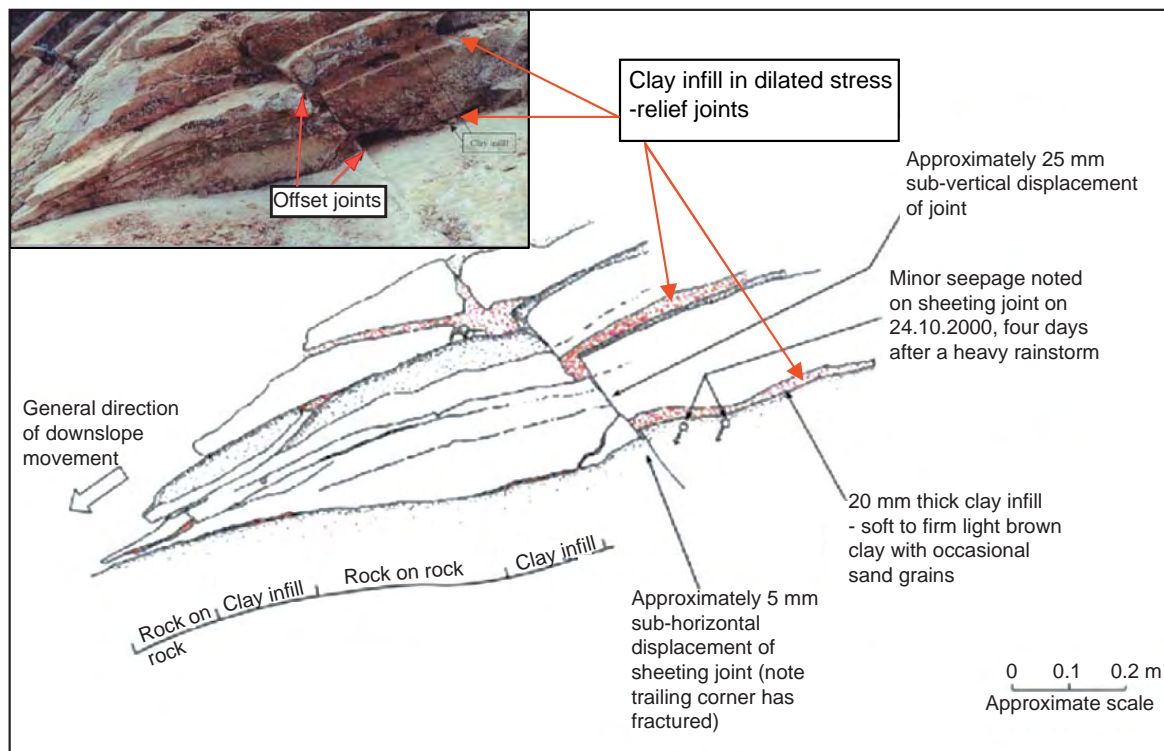 Clay infill in dilated stress
-relief joints
Clay infill
Offset joints
Approximately 25 mm
sub-vertical displacement
of joint
Minor seepage noted
on sheeting joint on
24.10.2000, four days
after a heavy rainstorm
General direction
of downslope
movement
20 mm thick clay infill
- soft to firm light brown
clay with occasional
sand grains
Rock on
rock
Clay infill
Rock on rock
Clay infill
Approximately 5 mm
sub-horizontal
displacement of
sheeting joint (note
trailing corner has
fractured)
0 0.1 0.2 m
Approximate scale